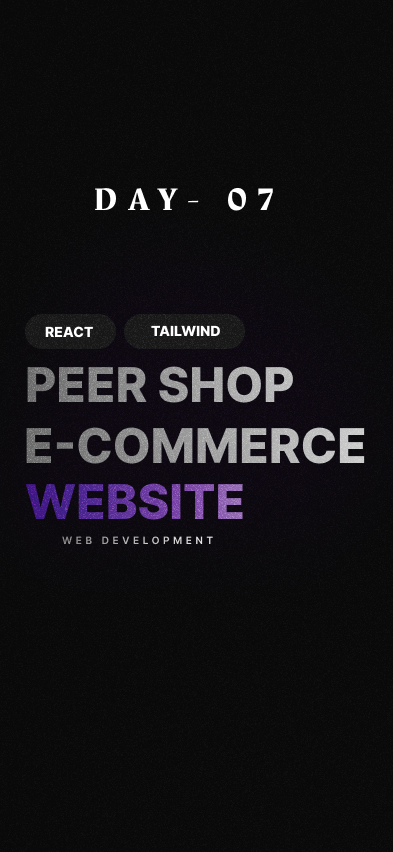 DAY- 07
REACT TAILWIND
PEER SHOP
E-COMMERCE
WEBSITE
WEB DEVELOPMENT